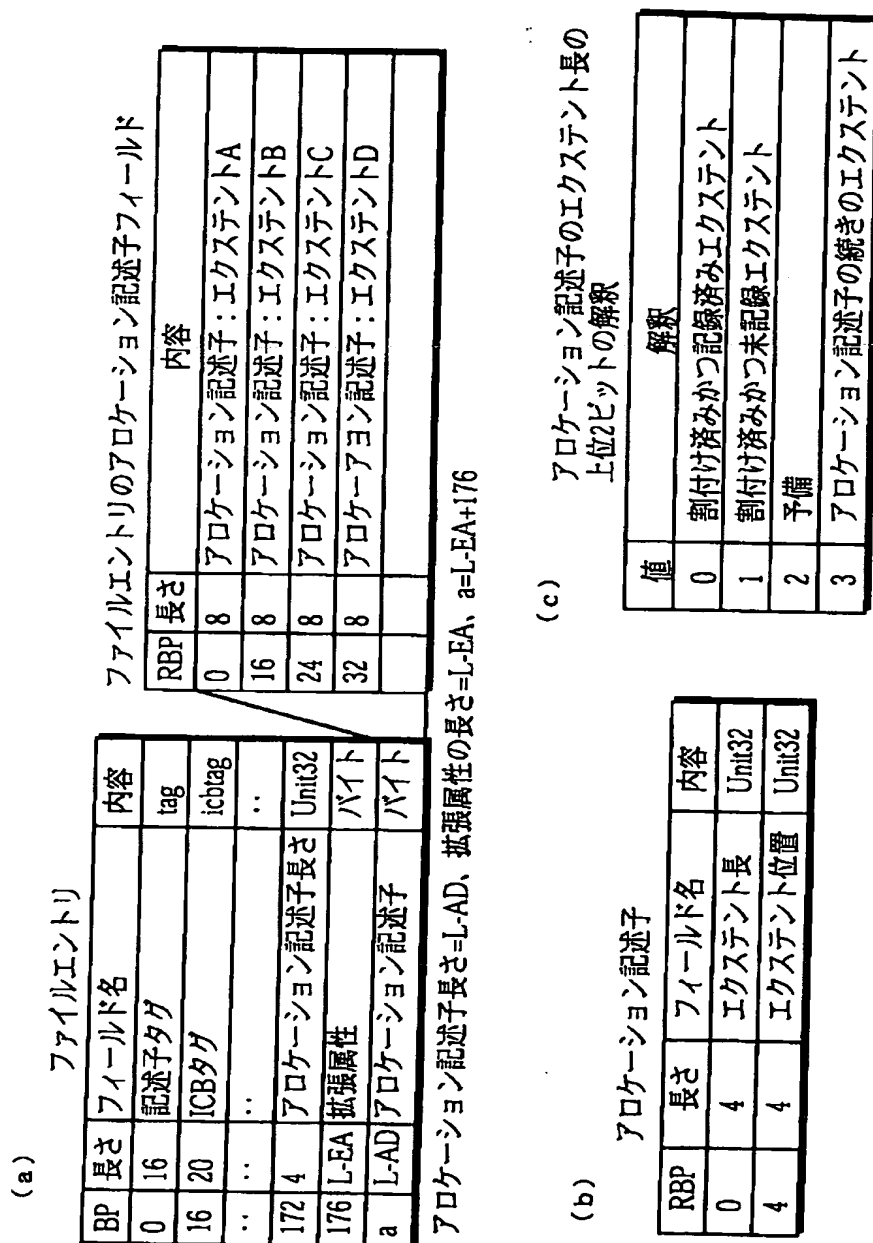 (a)
ファイルエントリ
BP 長さ フィールド名 内容
0 16 記述子タグ tag
16 20 ICBタグ icbtag
‥ ‥ ‥ ‥
172 4 アロケーション記述子長さ Unit32
176 L-EA 拡張属性 バイト
a L-AD アロケーション記述子 バイト
ファイルエントリのアロケーション記述子フィールド
RBP 長さ 内容
0 8 アロケーション記述子：エクステントA
16 8 アロケーション記述子：エクステントB
24 8 アロケーション記述子：エクステントC
32 8 アロケーアヨン記述子：エクステントD
アロケーション記述子長さ=L-AD、拡張属性の長さ=L-EA、a=L-EA+176
(b)
アロケーション記述子
RBP 長さ フィールド名 内容
0 4 エクステント長 Unit32
4 4 エクステント位置 Unit32
(c)
アロケーション記述子のエクステント長の
上位2ビットの解釈
値 解釈
0 割付け済みかつ記録済みエクステント
1 割付け済みかつ未記録エクステント
2 予備
3 アロケーション記述子の続きのエクステント